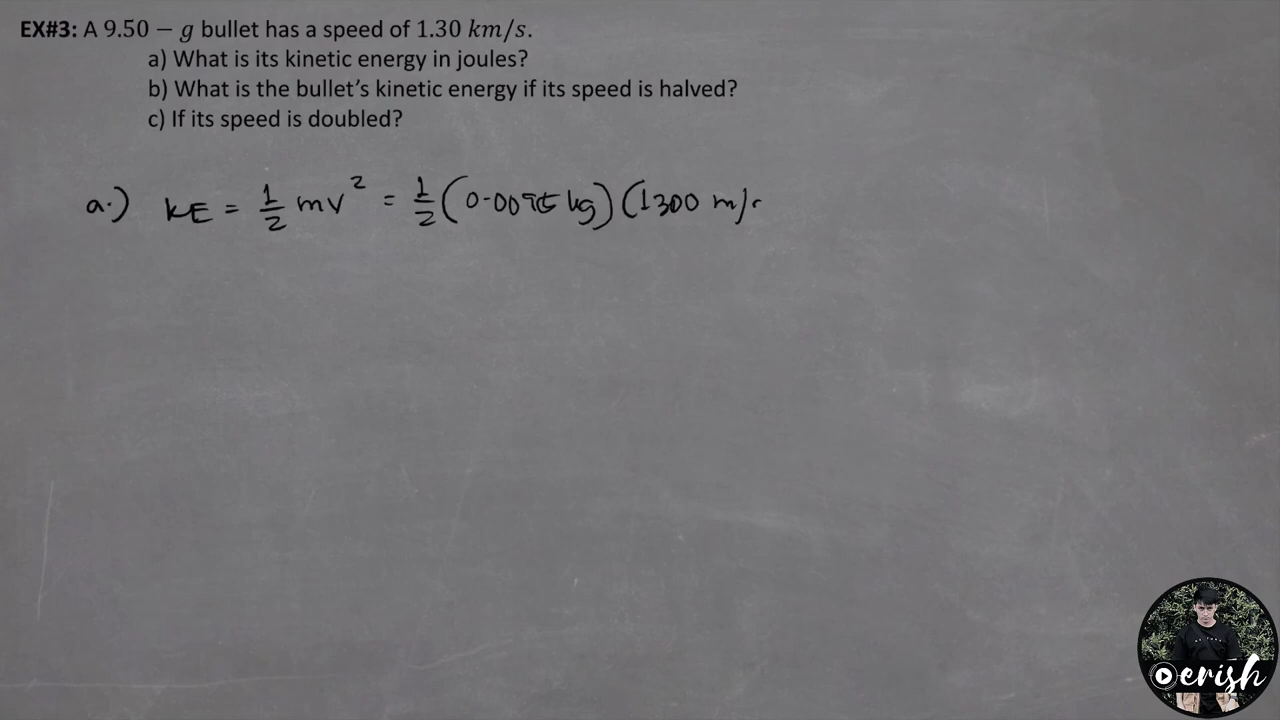 EX#3: A 9.50 − g bullet has a speed of 1.30 km/s.
a) What is its kinetic energy in joules?
b) What is the bullet’s kinetic energy if its speed is halved?
c) If its speed is doubled?
a.) KE = 1/2 mv² = 1/2 (0.0095 kg) (1300 m/
erish